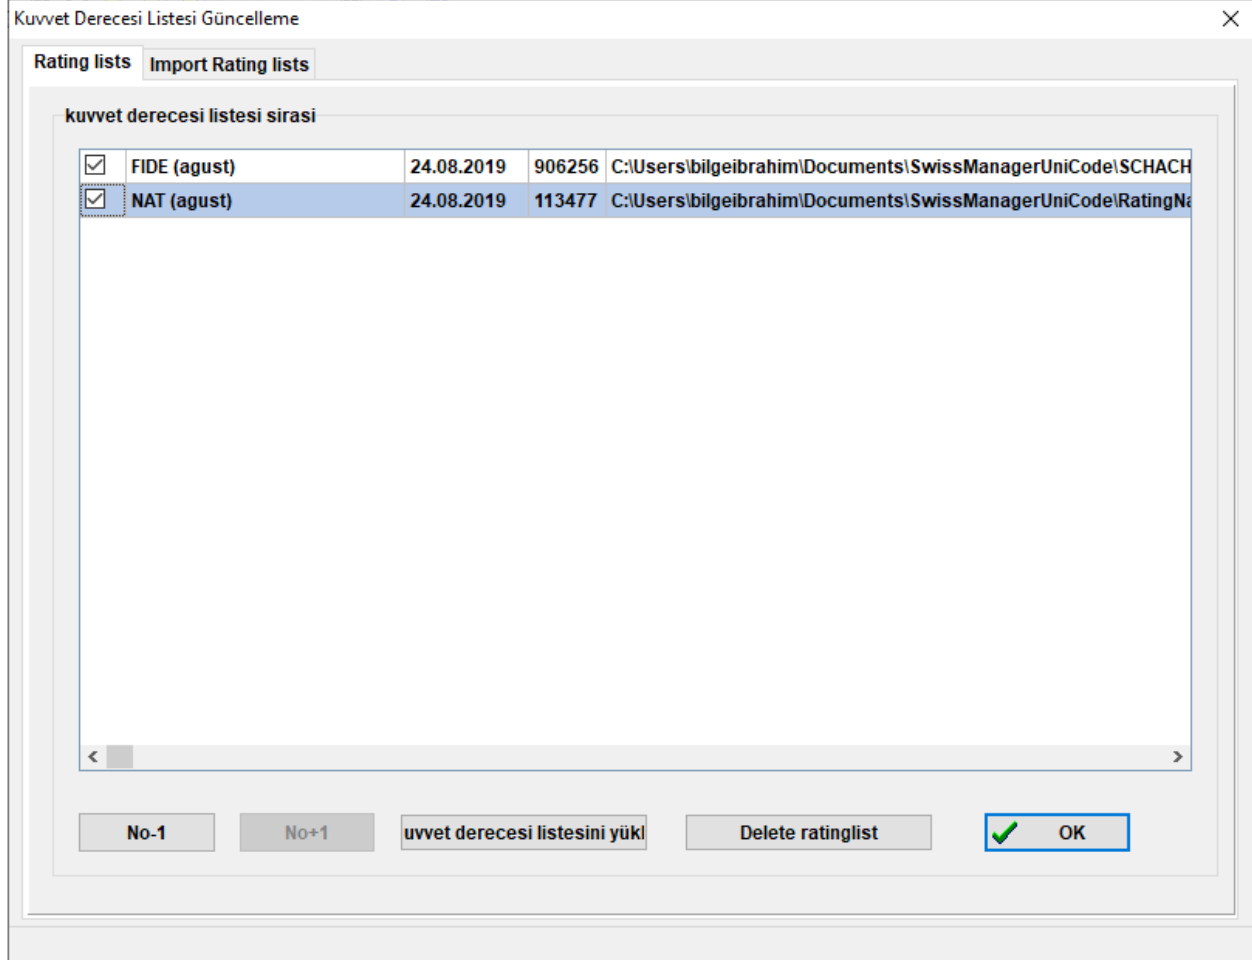 Kuvvet Derecesi Listesi Güncelleme
Rating lists Import Rating lists
kuvvet derecesi listesi sirasi
FIDE (agust) 24.08.2019 906256 C:\Users\bilgeibrahim\Documents\SwissManagerUniCode\SCHACH
NAT (agust) 24.08.2019 113477 C:\Users\bilgeibrahim\Documents\SwissManagerUniCode\RatingNa
No-1 No+1 uvvet derecesi listesini yükl Delete ratinglist OK